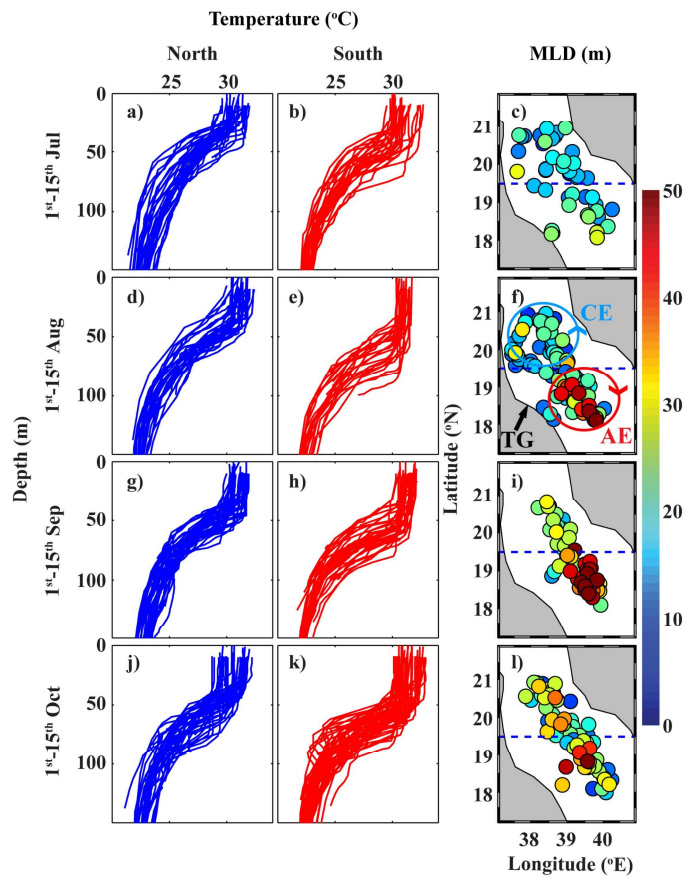 Temperature (°C)
North South MLD (m)
25 30 25 30
1st-15th Jul
0
50
100
a) b) c)
21
20
19
18
1st-15th Aug
0
50
100
d) e) f)
21
20
19
18
CE
AE
TG
1st-15th Sep
0
50
100
g) h) i)
21
20
19
18
1st-15th Oct
0
50
100
j) k) l)
21
20
19
18
Depth (m)
Latitude (°N)
38 39 40
Longitude (°E)
50
40
30
20
10
0